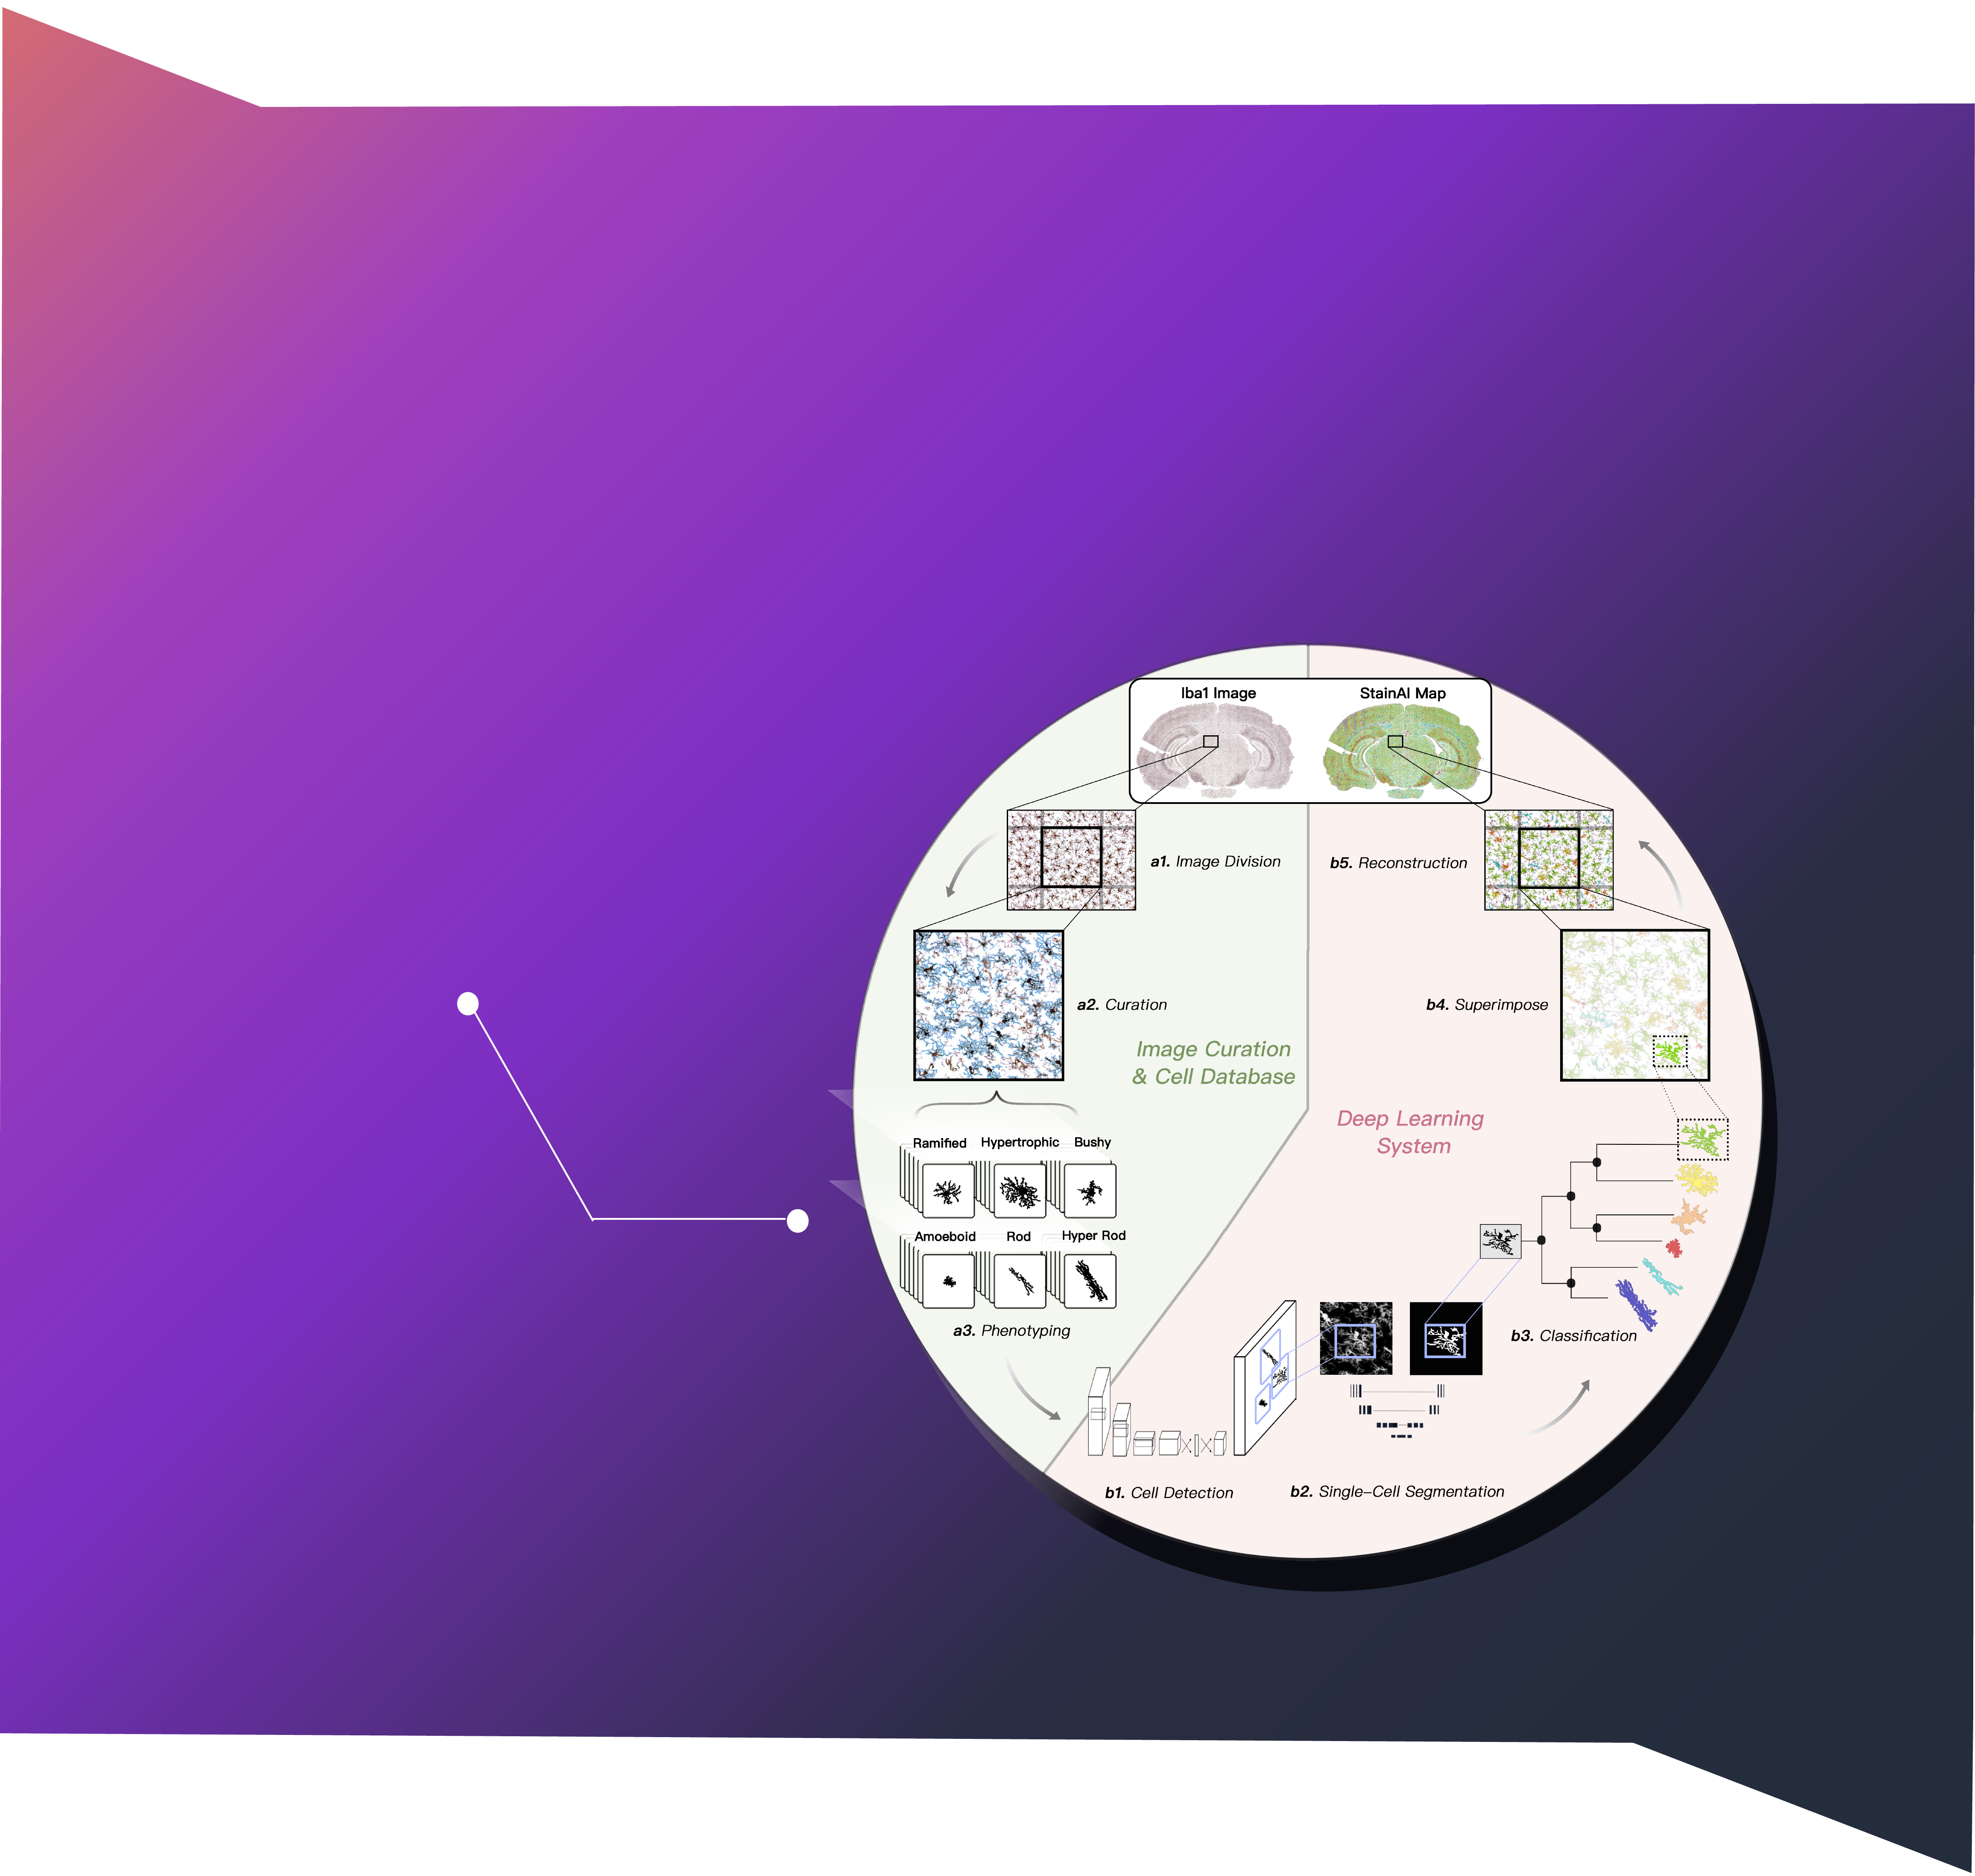 Iba1 Image
StainAI Map
a1. Image Division
b5. Reconstruction
a2. Curation
b4. Superimpose
Image Curation
& Cell Database
Deep Learning
System
Ramified Hypertrophic Bushy
Amoeboid Rod Hyper Rod
a3. Phenotyping
b3. Classification
b1. Cell Detection
b2. Single-Cell Segmentation